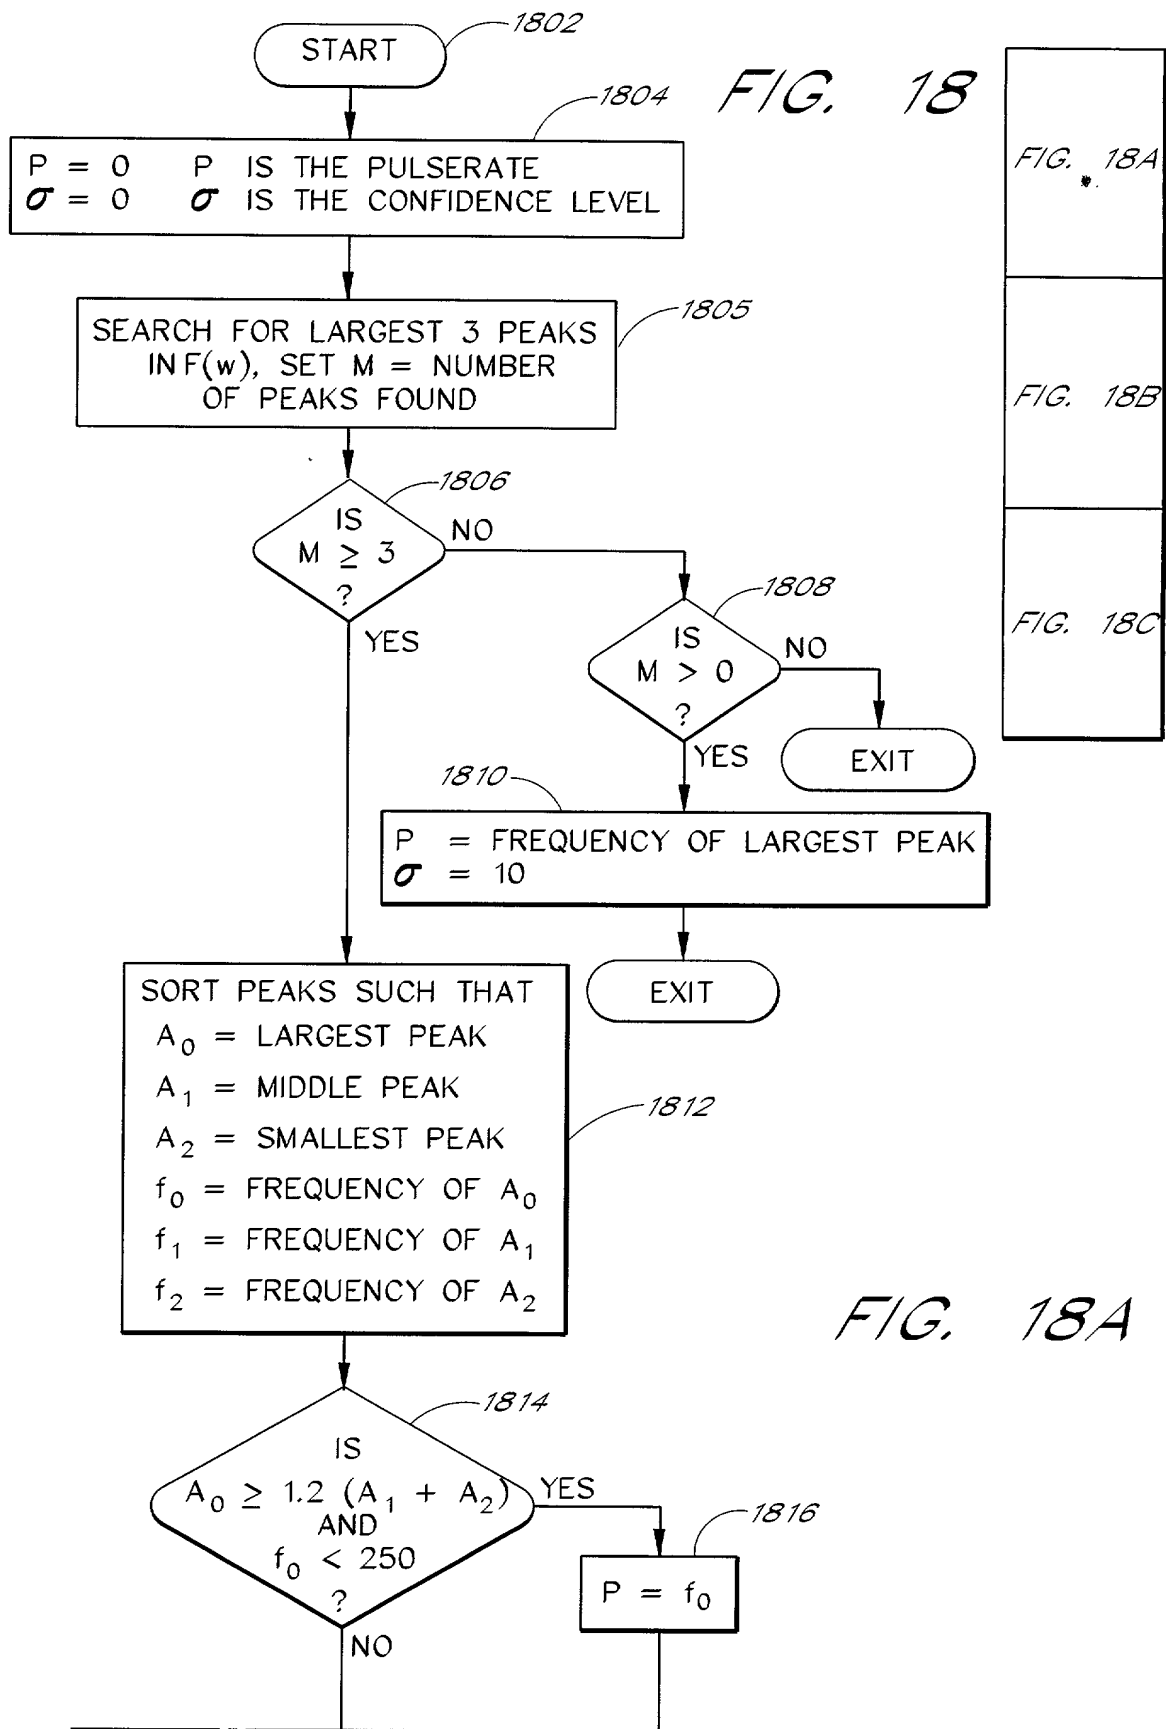 1802
START
FIG. 18
1804
P = 0 P IS THE PULSERATE
σ = 0 σ IS THE CONFIDENCE LEVEL
FIG. 18A
1805
SEARCH FOR LARGEST 3 PEAKS
IN F(w), SET M = NUMBER
OF PEAKS FOUND
FIG. 18B
1806
IS
M ≥ 3
?
NO
YES
1808
IS
M > 0
?
NO
YES
FIG. 18C
EXIT
1810
P = FREQUENCY OF LARGEST PEAK
σ = 10
EXIT
SORT PEAKS SUCH THAT
A₀ = LARGEST PEAK
A₁ = MIDDLE PEAK
A₂ = SMALLEST PEAK
f₀ = FREQUENCY OF A₀
f₁ = FREQUENCY OF A₁
f₂ = FREQUENCY OF A₂
1812
FIG. 18A
1814
IS
A₀ ≥ 1.2 (A₁ + A₂)
AND
f₀ < 250
?
YES
NO
1816
P = f₀